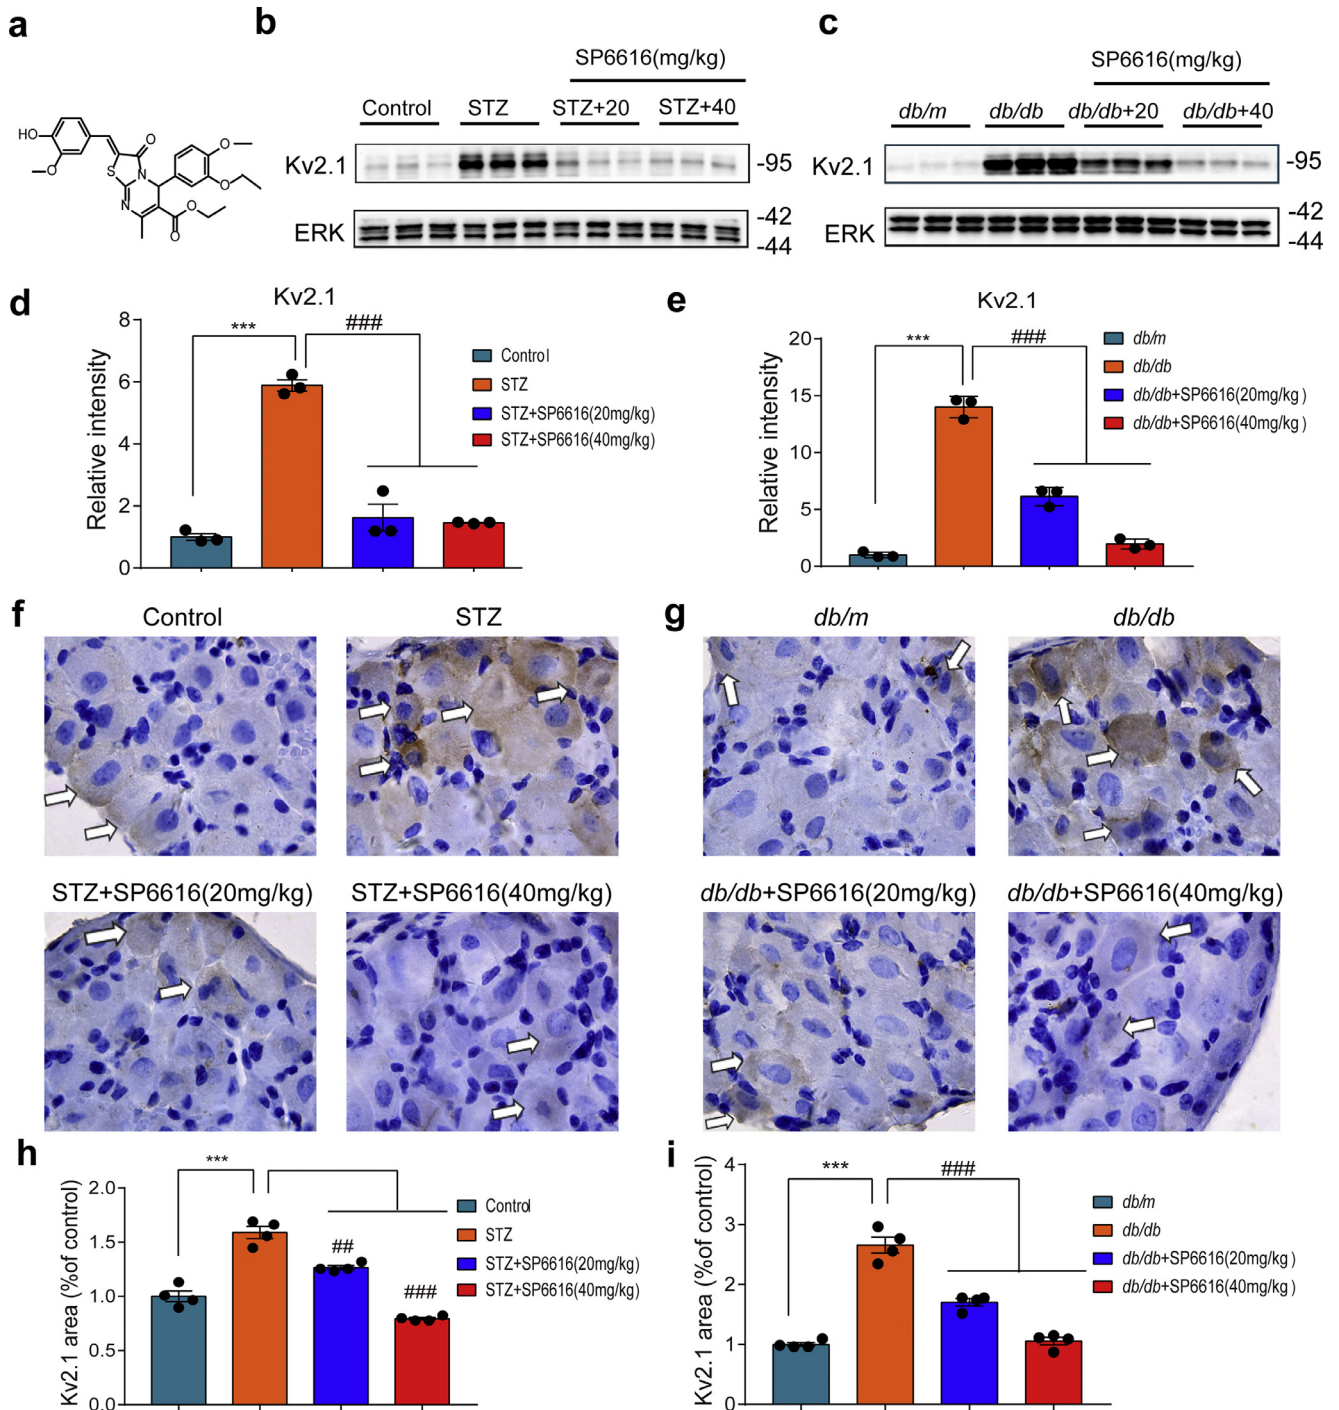 a
HO
O
O
S
N
N
O
O
O
O
b
SP6616(mg/kg)
Control STZ STZ+20 STZ+40
Kv2.1 -95
ERK -42
-44
c
SP6616(mg/kg)
db/m db/db db/db+20 db/db+40
Kv2.1 -95
ERK -42
-44
d
Kv2.1
Relative intensity
8
6
4
2
0
*** ###
Control
STZ
STZ+SP6616(20mg/kg)
STZ+SP6616(40mg/kg)
e
Kv2.1
Relative intensity
20
15
10
5
0
*** ###
db/m
db/db
db/db+SP6616(20mg/kg)
db/db+SP6616(40mg/kg)
f
Control STZ
STZ+SP6616(20mg/kg) STZ+SP6616(40mg/kg)
g
db/m db/db
db/db+SP6616(20mg/kg) db/db+SP6616(40mg/kg)
h
Kv2.1 area (%of control)
2.0
1.5
1.0
0.5
0.0
***
##
###
Control
STZ
STZ+SP6616(20mg/kg)
STZ+SP6616(40mg/kg)
i
Kv2.1 area (%of control)
4
3
2
1
0
*** ###
db/m
db/db
db/db+SP6616(20mg/kg)
db/db+SP6616(40mg/kg)